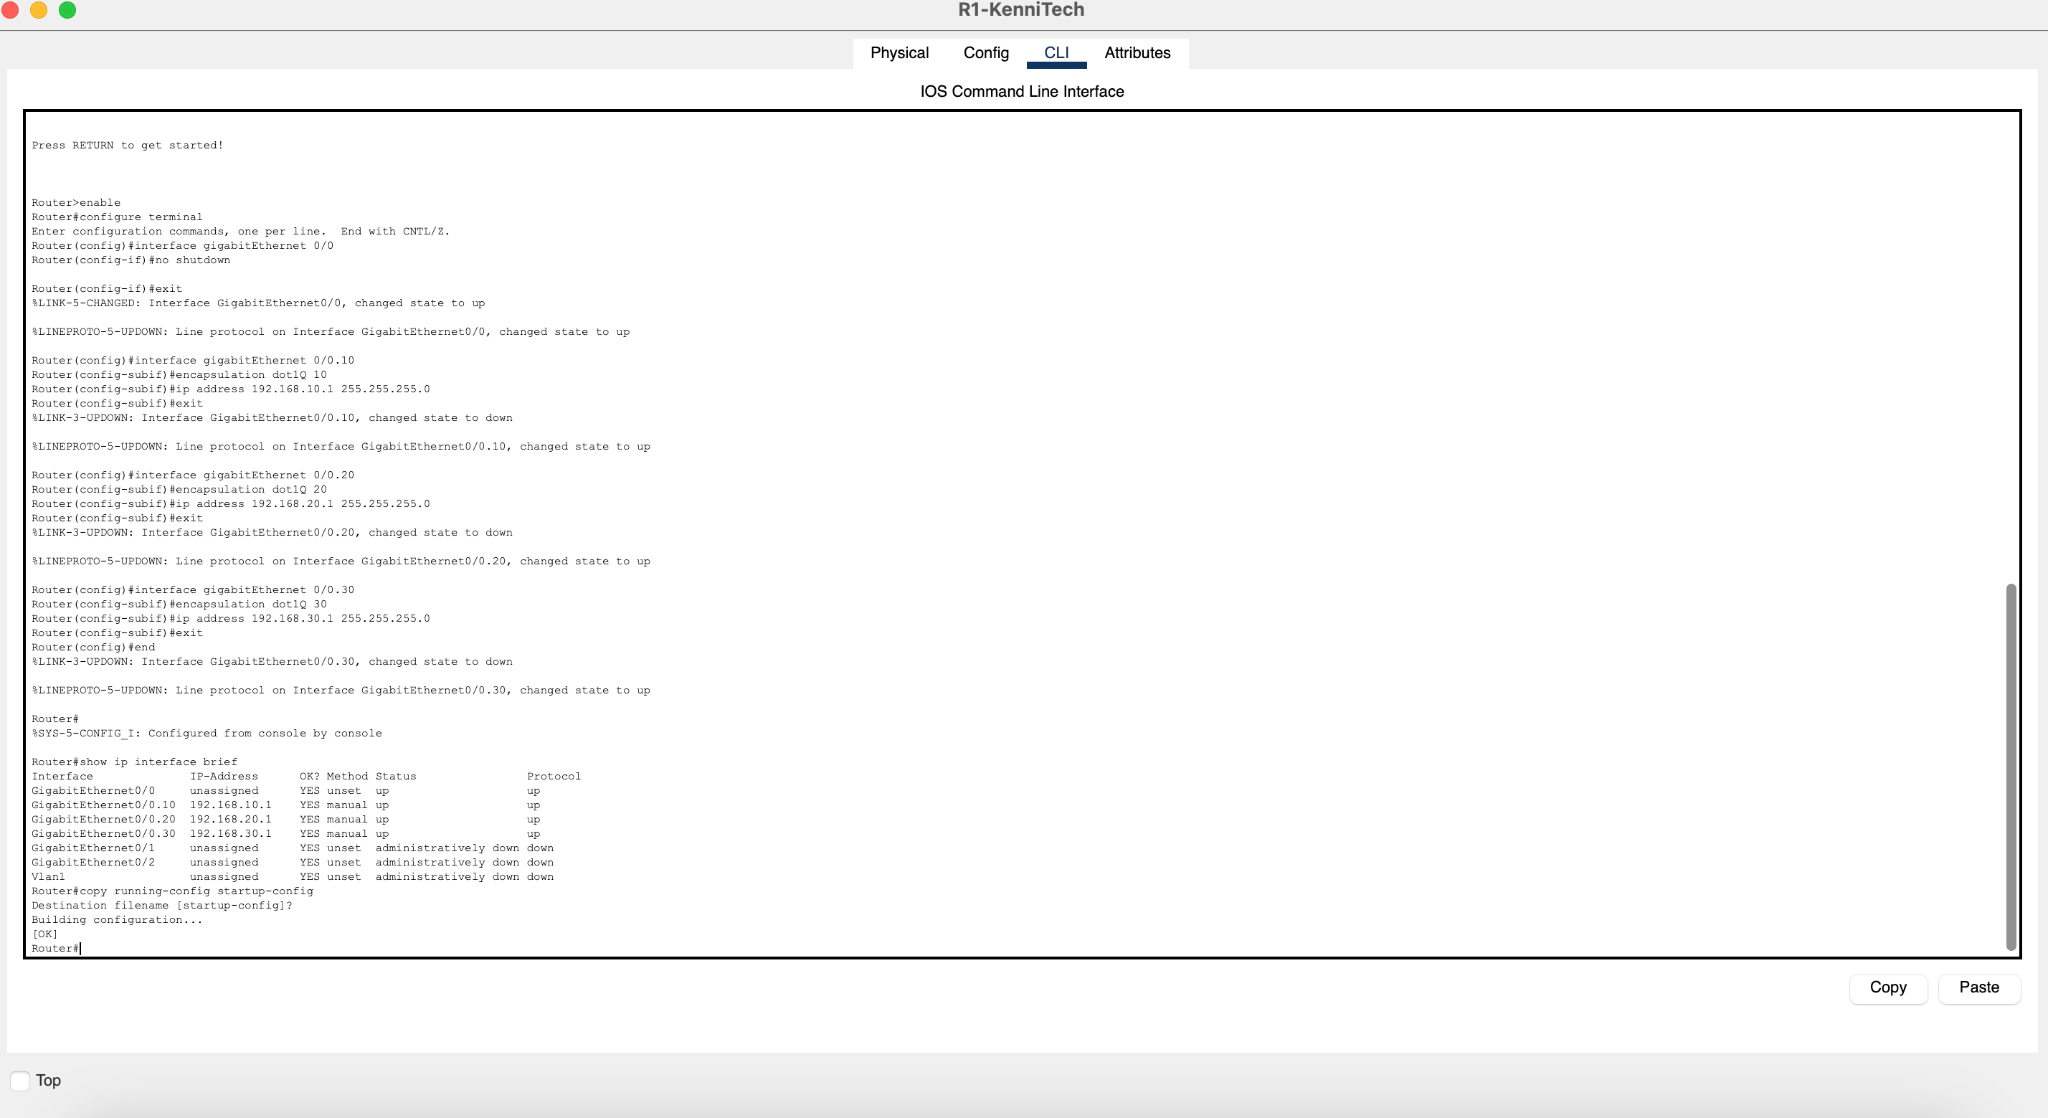 R1-KenniTech
Physical Config CLI Attributes
IOS Command Line Interface
Press RETURN to get started!
Router>enable
Router#configure terminal
Enter configuration commands, one per line.  End with CNTL/Z.
Router(config)#interface gigabitEthernet 0/0
Router(config-if)#no shutdown
Router(config-if)#exit
%LINK-5-CHANGED: Interface GigabitEthernet0/0, changed state to up
%LINEPROTO-5-UPDOWN: Line protocol on Interface GigabitEthernet0/0, changed state to up
Router(config)#interface gigabitEthernet 0/0.10
Router(config-subif)#encapsulation dot1Q 10
Router(config-subif)#ip address 192.168.10.1 255.255.255.0
Router(config-subif)#exit
%LINK-3-UPDOWN: Interface GigabitEthernet0/0.10, changed state to down
%LINEPROTO-5-UPDOWN: Line protocol on Interface GigabitEthernet0/0.10, changed state to up
Router(config)#interface gigabitEthernet 0/0.20
Router(config-subif)#encapsulation dot1Q 20
Router(config-subif)#ip address 192.168.20.1 255.255.255.0
Router(config-subif)#exit
%LINK-3-UPDOWN: Interface GigabitEthernet0/0.20, changed state to down
%LINEPROTO-5-UPDOWN: Line protocol on Interface GigabitEthernet0/0.20, changed state to up
Router(config)#interface gigabitEthernet 0/0.30
Router(config-subif)#encapsulation dot1Q 30
Router(config-subif)#ip address 192.168.30.1 255.255.255.0
Router(config-subif)#exit
Router(config)#end
%LINK-3-UPDOWN: Interface GigabitEthernet0/0.30, changed state to down
%LINEPROTO-5-UPDOWN: Line protocol on Interface GigabitEthernet0/0.30, changed state to up
Router#
%SYS-5-CONFIG_I: Configured from console by console
Router#show ip interface brief
Interface              IP-Address      OK? Method Status                Protocol
GigabitEthernet0/0     unassigned      YES unset  up                    up
GigabitEthernet0/0.10  192.168.10.1    YES manual up                    up
GigabitEthernet0/0.20  192.168.20.1    YES manual up                    up
GigabitEthernet0/0.30  192.168.30.1    YES manual up                    up
GigabitEthernet0/1     unassigned      YES unset  administratively down down
GigabitEthernet0/2     unassigned      YES unset  administratively down down
Vlan1                  unassigned      YES unset  administratively down down
Router#copy running-config startup-config
Destination filename [startup-config]?
Building configuration...
[OK]
Router#
Copy Paste
Top